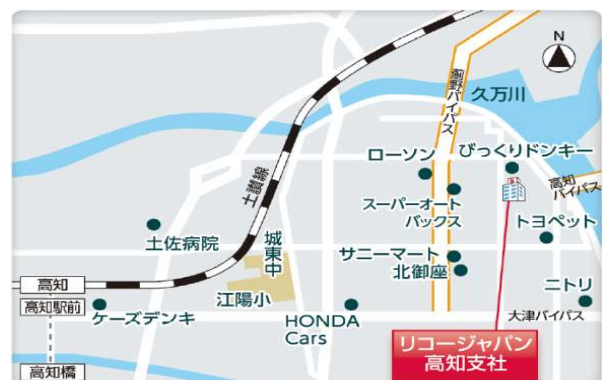 N
薊野バイパス
久万川
ローソン
びっくりドンキー
高知
バイパス
土讃線
スーパーオート
バックス
トヨペット
土佐病院
城東中
サニーマート
北御座
高知
江陽小
ニトリ
高知駅前
ケーズデンキ
HONDA
Cars
大津バイパス
リコージャパン
高知支社
高知橋